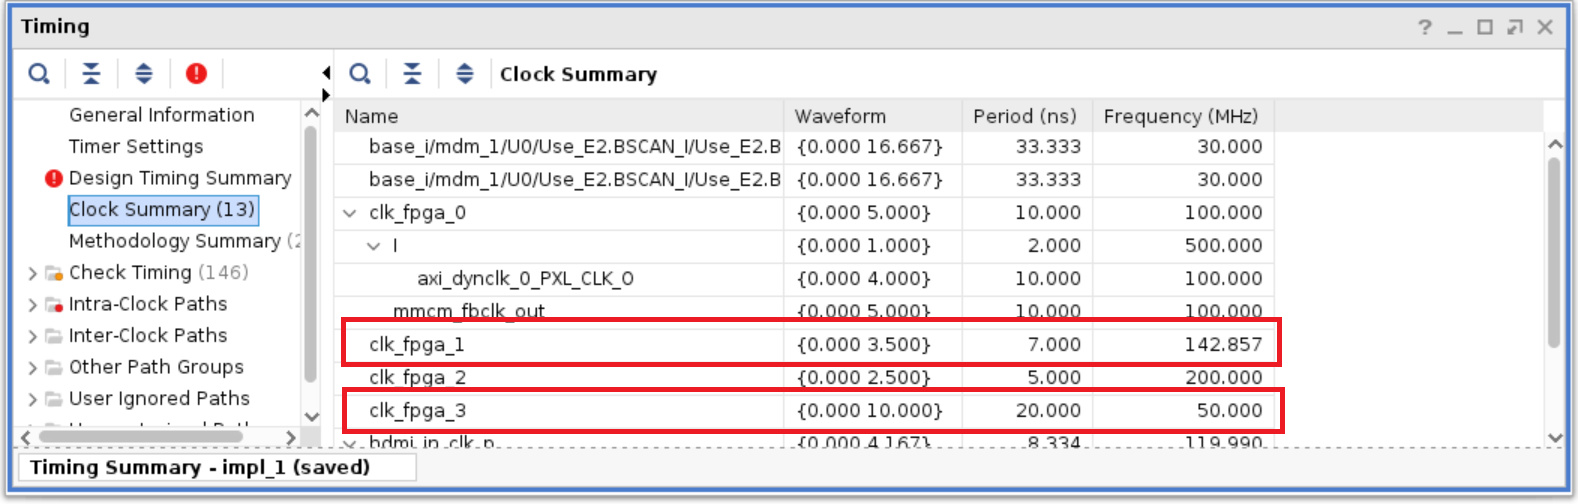 Timing
Clock Summary
General Information
Timer Settings
Design Timing Summary
Clock Summary (13)
Methodology Summary
Check Timing (146)
Intra-Clock Paths
Inter-Clock Paths
Other Path Groups
User Ignored Paths
Name Waveform Period (ns) Frequency (MHz)
base_i/mdm_1/U0/Use_E2.BSCAN_I/Use_E2.B {0.000 16.667} 33.333 30.000
base_i/mdm_1/U0/Use_E2.BSCAN_I/Use_E2.B {0.000 16.667} 33.333 30.000
clk_fpga_0 {0.000 5.000} 10.000 100.000
I {0.000 1.000} 2.000 500.000
axi_dynclk_0_PXL_CLK_O {0.000 4.000} 10.000 100.000
mmcm_fbclk_out {0.000 5.000} 10.000 100.000
clk_fpga_1 {0.000 3.500} 7.000 142.857
clk_fpga_2 {0.000 2.500} 5.000 200.000
clk_fpga_3 {0.000 10.000} 20.000 50.000
hdmi_in_clk_p {0.000 4.167} 8.334 119.990
Timing Summary - impl_1 (saved)